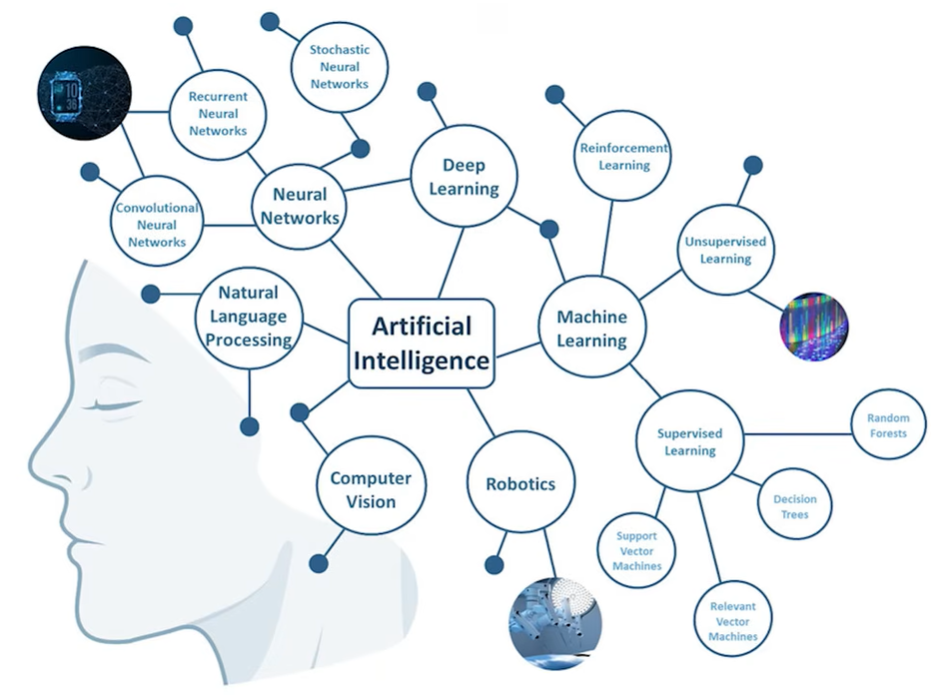 Stochastic
Neural
Networks
Recurrent
Neural
Networks
10
36
Reinforcement
Learning
Deep
Learning
Neural
Networks
Convolutional
Neural
Networks
Unsupervised
Learning
Natural
Language
Processing
Artificial
Intelligence
Machine
Learning
Random
Forests
Supervised
Learning
Computer
Vision
Robotics
Decision
Trees
Support
Vector
Machines
Relevant
Vector
Machines